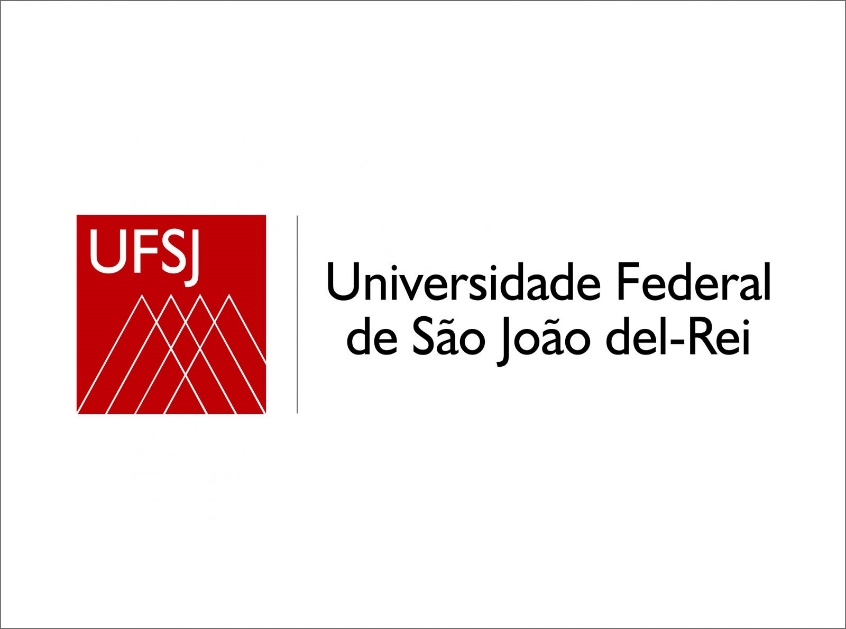 UFSJ
Universidade Federal
de São João del-Rei